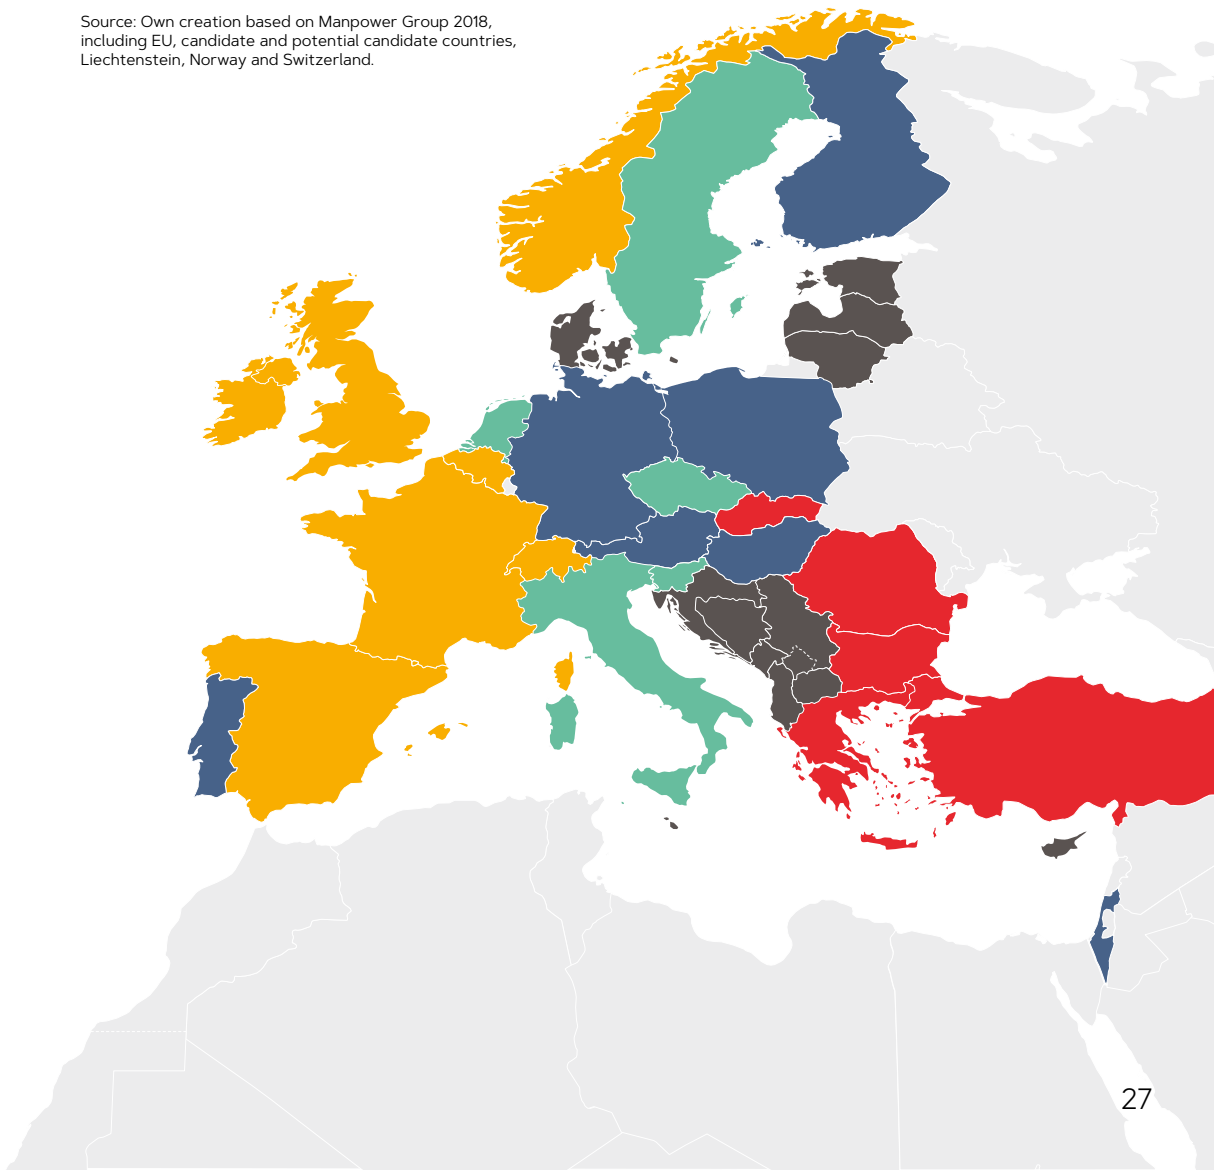 Source: Own creation based on Manpower Group 2018,
including EU, candidate and potential candidate countries,
Liechtenstein, Norway and Switzerland.
27